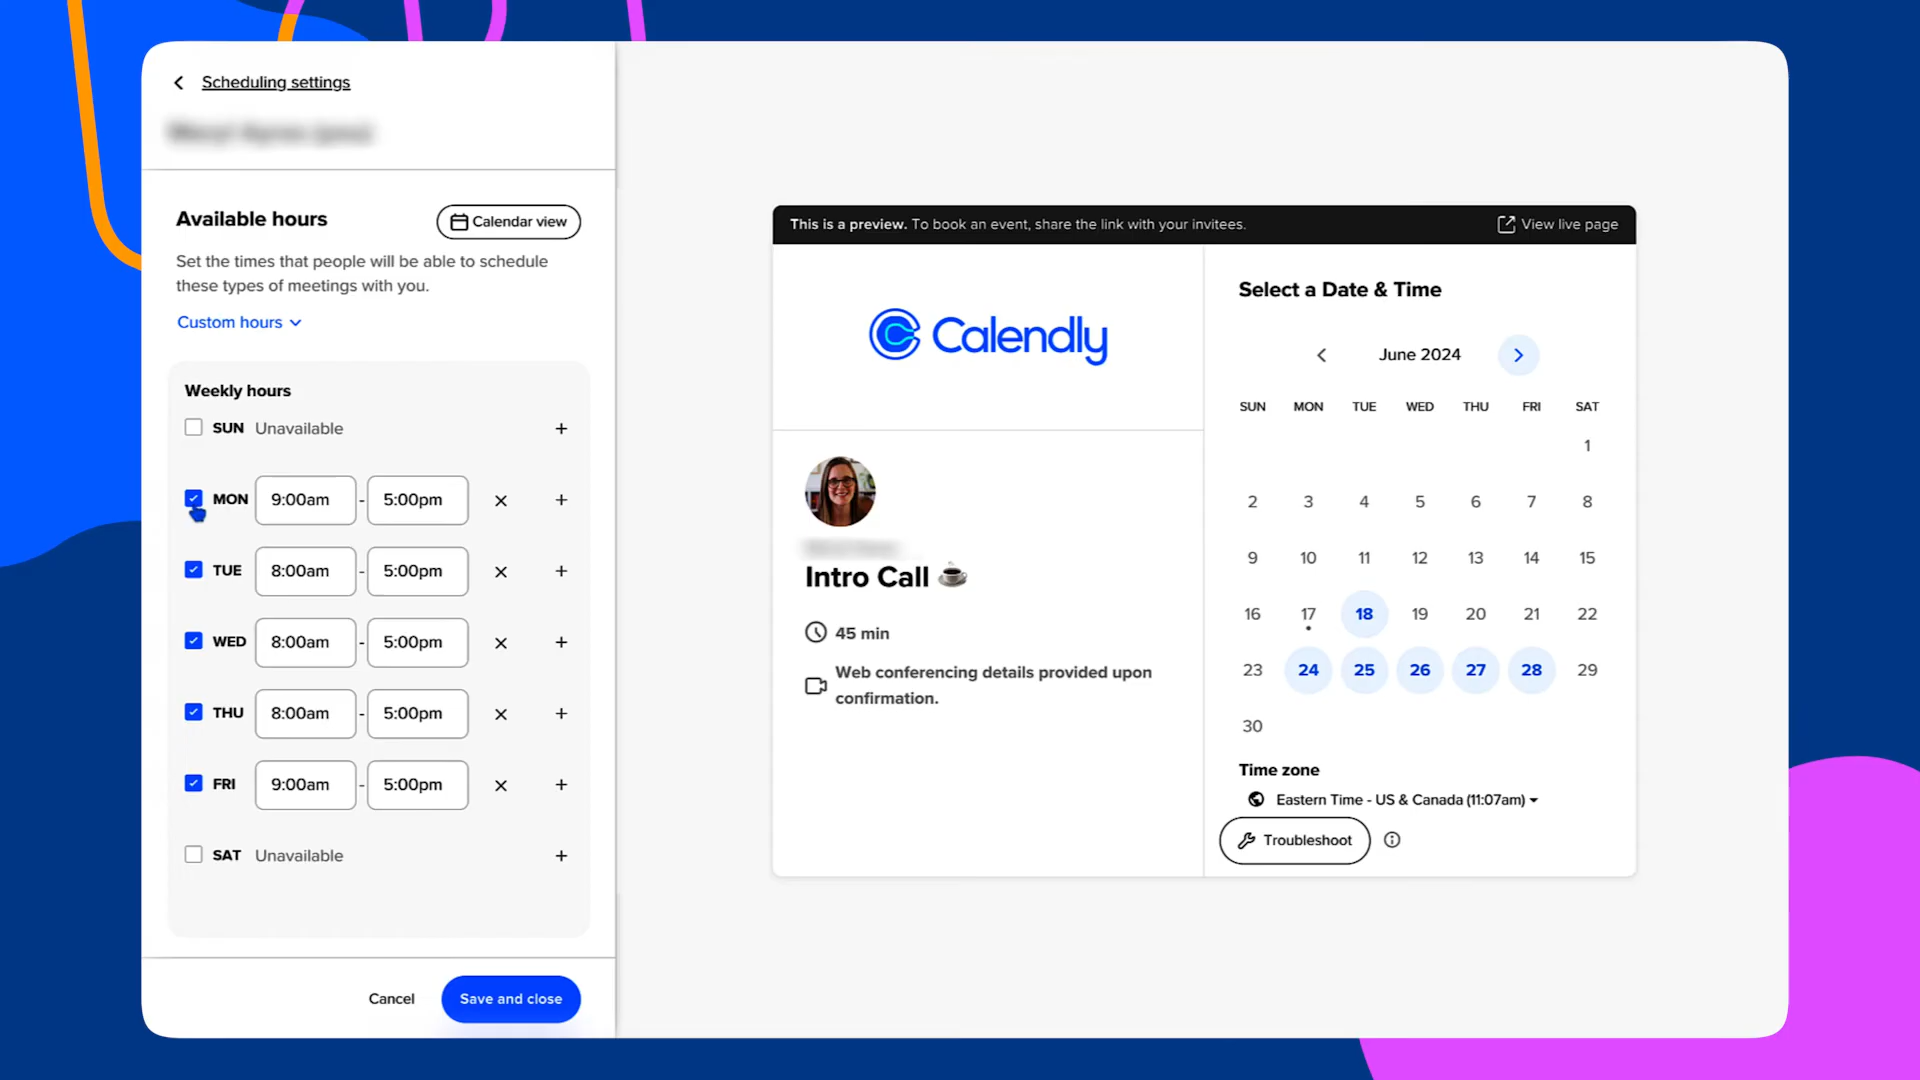 Scheduling settings
Available hours
Calendar view
Set the times that people will be able to schedule
these types of meetings with you.
Custom hours
Weekly hours
SUN Unavailable +
MON 9:00am - 5:00pm × +
TUE 8:00am - 5:00pm × +
WED 8:00am - 5:00pm × +
THU 8:00am - 5:00pm × +
FRI 9:00am - 5:00pm × +
SAT Unavailable +
Cancel
Save and close
This is a preview. To book an event, share the link with your invitees.
View live page
Calendly
Intro Call ☕
45 min
Web conferencing details provided upon
confirmation.
Select a Date & Time
June 2024
SUN MON TUE WED THU FRI SAT
1
2 3 4 5 6 7 8
9 10 11 12 13 14 15
16 17 18 19 20 21 22
23 24 25 26 27 28 29
30
Time zone
Eastern Time - US & Canada (11:07am)
Troubleshoot